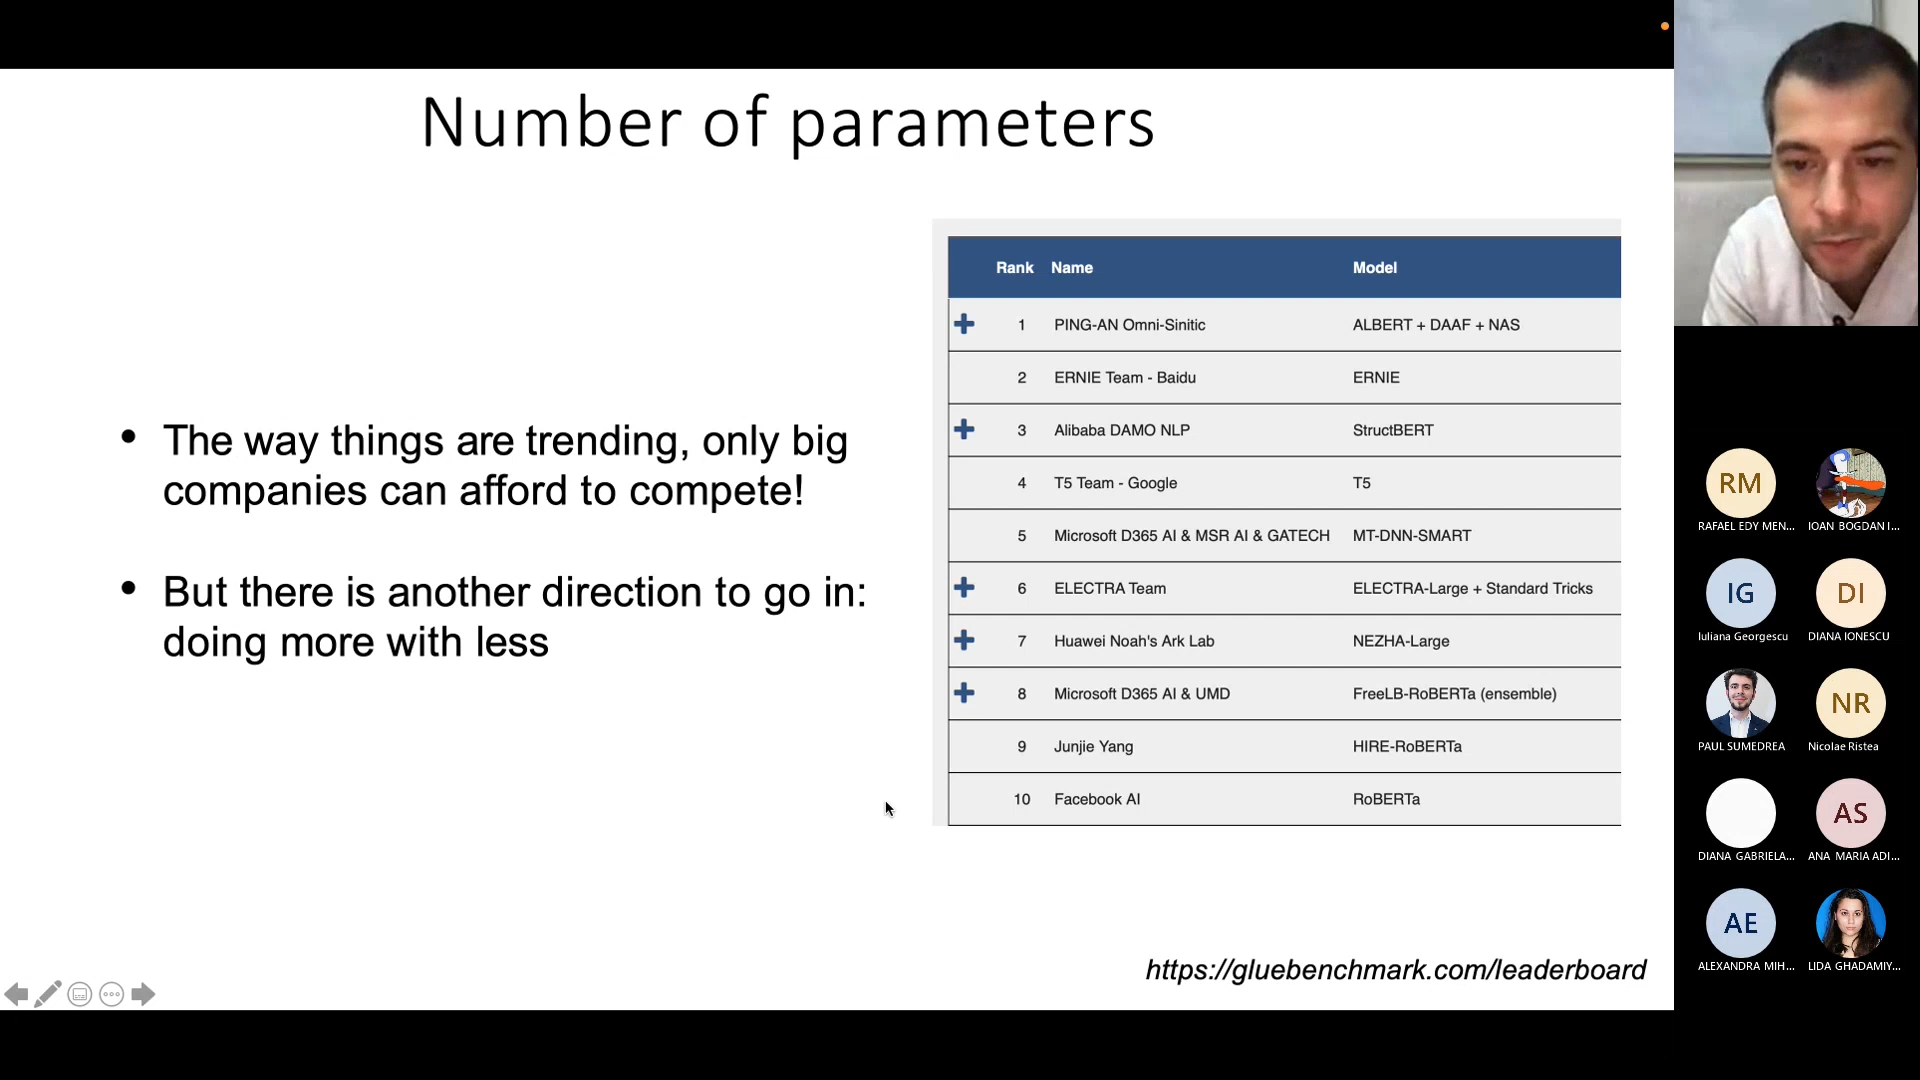 Number of parameters
• The way things are trending, only big
companies can afford to compete!
• But there is another direction to go in:
doing more with less
Rank Name Model
1 PING-AN Omni-Sinitic ALBERT + DAAF + NAS
2 ERNIE Team - Baidu ERNIE
3 Alibaba DAMO NLP StructBERT
4 T5 Team - Google T5
5 Microsoft D365 AI & MSR AI & GATECH MT-DNN-SMART
6 ELECTRA Team ELECTRA-Large + Standard Tricks
7 Huawei Noah's Ark Lab NEZHA-Large
8 Microsoft D365 AI & UMD FreeLB-RoBERTa (ensemble)
9 Junjie Yang HIRE-RoBERTa
10 Facebook AI RoBERTa
https://gluebenchmark.com/leaderboard
RM
RAFAEL EDY MEN... IOAN BOGDAN I...
IG DI
Iuliana Georgescu DIANA IONESCU
NR
PAUL SUMEDREA Nicolae Ristea
AS
DIANA GABRIELA... ANA MARIA ADI...
AE
ALEXANDRA MIH... LIDA GHADAMIY...